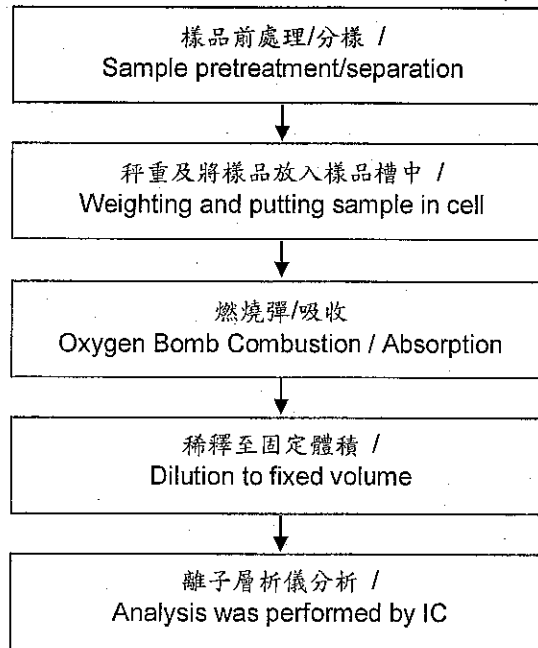 樣品前處理/分樣 /
Sample pretreatment/separation
秤重及將樣品放入樣品槽中 /
Weighting and putting sample in cell
燃燒彈/吸收
Oxygen Bomb Combustion / Absorption
稀釋至固定體積 /
Dilution to fixed volume
離子層析儀分析 /
Analysis was performed by IC